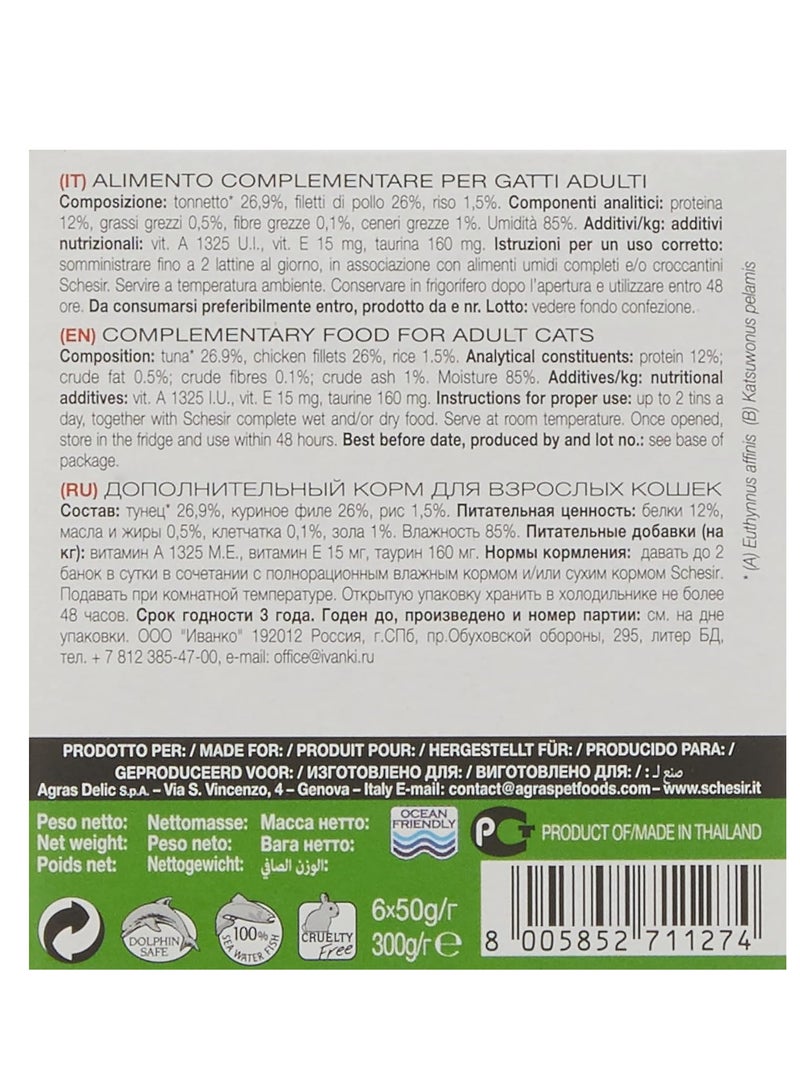 (IT) ALIMENTO COMPLEMENTARE PER GATTI ADULTI
Composizione: tonnetto* 26,9%, filetti di pollo 26%, riso 1,5%. Componenti analitici: proteina
12%, grassi grezzi 0,5%, fibre grezze 0,1%, ceneri grezze 1%. Umidità 85%. Additivi/kg: additivi
nutrizionali: vit. A 1325 U.I., vit. E 15 mg, taurina 160 mg. Istruzioni per un uso corretto:
somministrare fino a 2 lattine al giorno, in associazione con alimenti umidi completi e/o croccantini
Schesir. Servire a temperatura ambiente. Conservare in frigorifero dopo l'apertura e utilizzare entro 48
ore. Da consumarsi preferibilmente entro, prodotto da e nr. Lotto: vedere fondo confezione.
(EN) COMPLEMENTARY FOOD FOR ADULT CATS
Composition: tuna* 26.9%, chicken fillets 26%, rice 1.5%. Analytical constituents: protein 12%;
crude fat 0.5%; crude fibres 0.1%; crude ash 1%. Moisture 85%. Additives/kg: nutritional
additives: vit. A 1325 I.U., vit. E 15 mg, taurine 160 mg. Instructions for proper use: up to 2 tins a
day, together with Schesir complete wet and/or dry food. Serve at room temperature. Once opened,
store in the fridge and use within 48 hours. Best before date, produced by and lot no.: see base of
package.
(RU) ДОПОЛНИТЕЛЬНЫЙ КОРМ ДЛЯ ВЗРОСЛЫХ КОШЕК
Состав: тунец* 26,9%, куриное филе 26%, рис 1,5%. Питательная ценность: белки 12%,
масла и жиры 0,5%, клетчатка 0,1%, зола 1%. Влажность 85%. Питательные добавки (на
кг): витамин А 1325 М.Е., витамин Е 15 мг, таурин 160 мг. Нормы кормления: давать до 2
банок в сутки в сочетании с полнорационным влажным кормом и/или сухим кормом Schesir.
Подавать при комнатной температуре. Открытую упаковку хранить в холодильнике не более
48 часов. Срок годности 3 года. Годен до, произведено и номер партии: см. на дне
упаковки. ООО "Иванко" 192012 Россия, г.СПб, пр.Обуховской обороны, 295, литер БД,
тел. + 7 812 385-47-00, e-mail: office@ivanki.ru
* (A) Euthynnus affinis (B) Katsuwonus pelamis
PRODOTTO PER: / MADE FOR: / PRODUIT POUR: / HERGESTELLT FÜR: / PRODUCIDO PARA: /
GEPRODUCEERD VOOR: / ИЗГОТОВЛЕНО ДЛЯ: / ВИГОТОВЛЕНО ДЛЯ: / صنع لـ :
Agras Delic S.p.A. – Via S. Vincenzo, 4 – Genova – Italy E-mail: contact@agraspetfoods.com – www.schesir.it
Peso netto: Nettomasse: Масса нетто:
Net weight: Peso neto: Вага нетто:
Poids net: Nettogewicht: الوزن الصافي:
OCEAN
FRIENDLY
PRODUCT OF/MADE IN THAILAND
DOLPHIN
SAFE
100%
SEA WATER FISH
CRUELTY
Free
6x50g/г
300g/г e
8 005852 711274